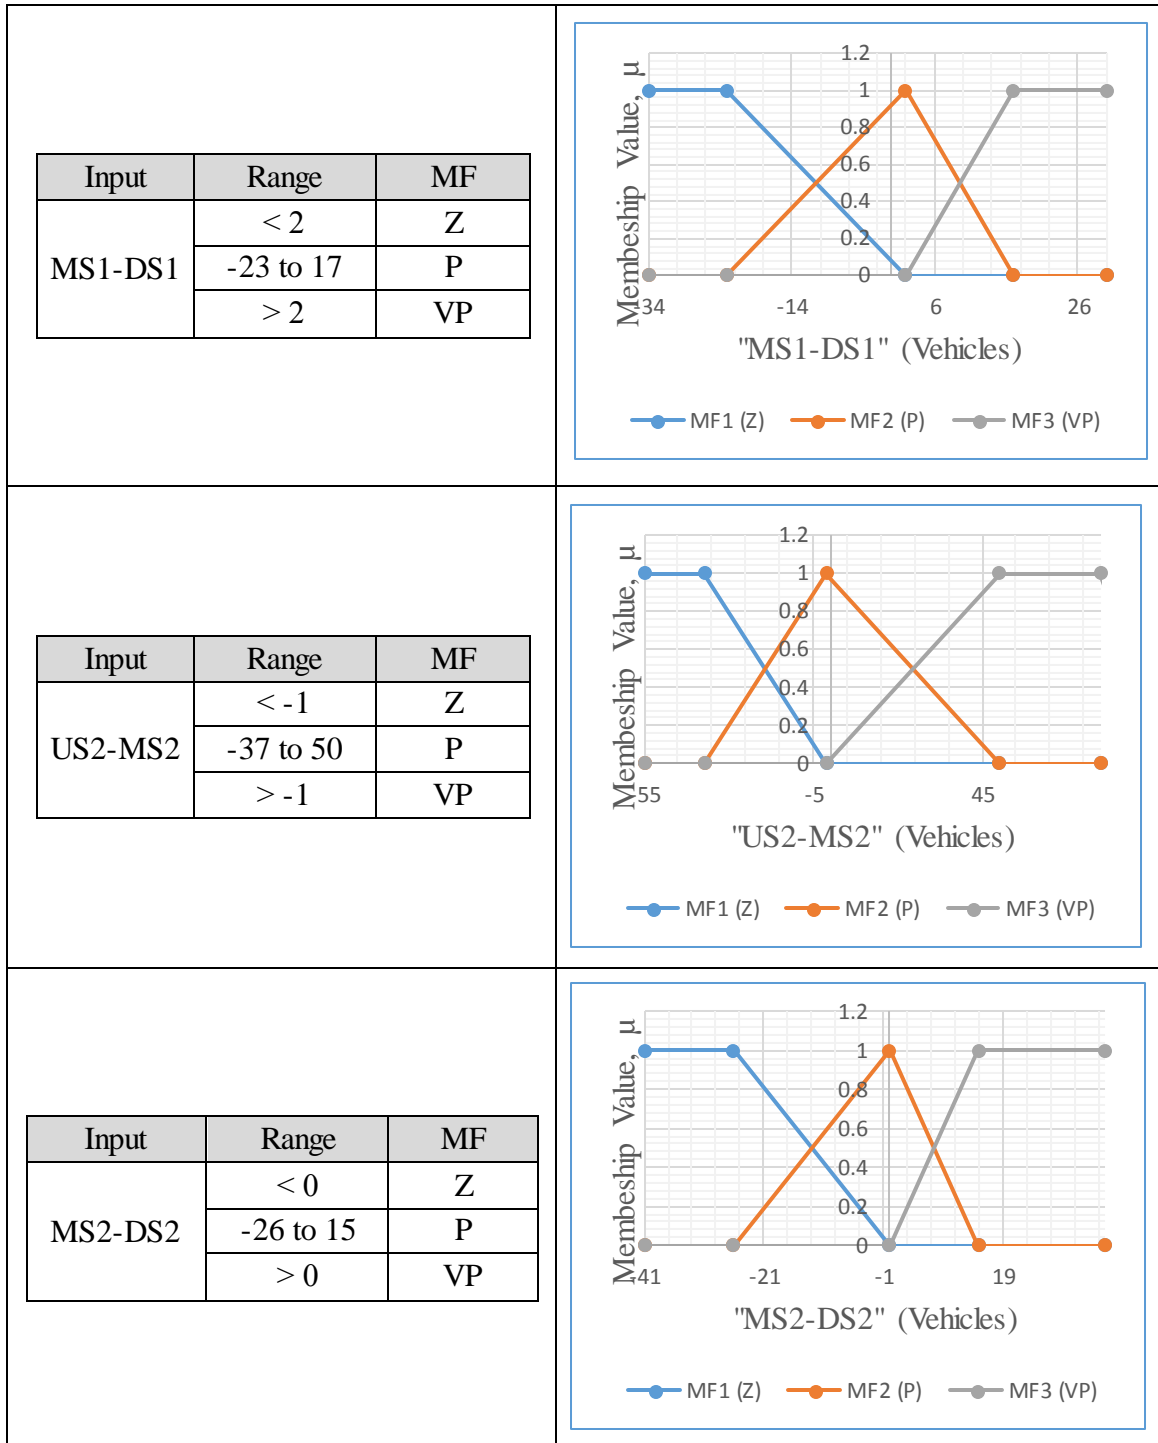 Input Range MF
MS1-DS1
< 2 Z
-23 to 17 P
> 2 VP
Membeship Value, µ
1.2
1
0.8
0.6
0.4
0.2
0
-34 -14 6 26
"MS1-DS1" (Vehicles)
MF1 (Z) MF2 (P) MF3 (VP)
Input Range MF
US2-MS2
< -1 Z
-37 to 50 P
> -1 VP
Membeship Value, µ
1.2
1
0.8
0.6
0.4
0.2
0
-55 -5 45
"US2-MS2" (Vehicles)
MF1 (Z) MF2 (P) MF3 (VP)
Input Range MF
MS2-DS2
< 0 Z
-26 to 15 P
> 0 VP
Membeship Value, µ
1.2
1
0.8
0.6
0.4
0.2
0
-41 -21 -1 19
"MS2-DS2" (Vehicles)
MF1 (Z) MF2 (P) MF3 (VP)